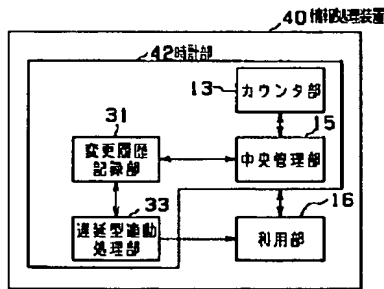 40 情報処理装置
42 時計部
13
カウンタ部
31
15
変更履歴
記録部
中央管理部
33
16
遅延型連動
処理部
利用部